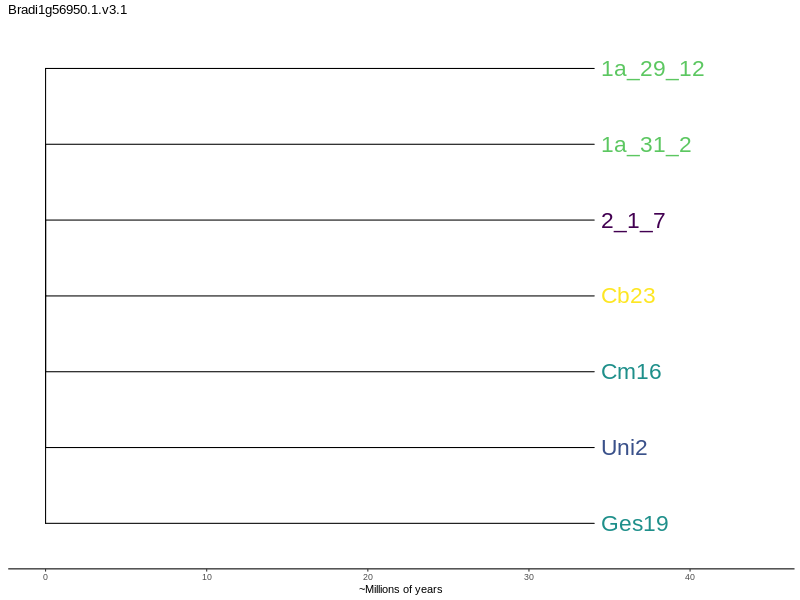 Bradi1g56950.1.v3.1
1a_29_12
1a_31_2
2_1_7
Cb23
Cm16
Uni2
Ges19
0 10 20 30 40
~Millions of years